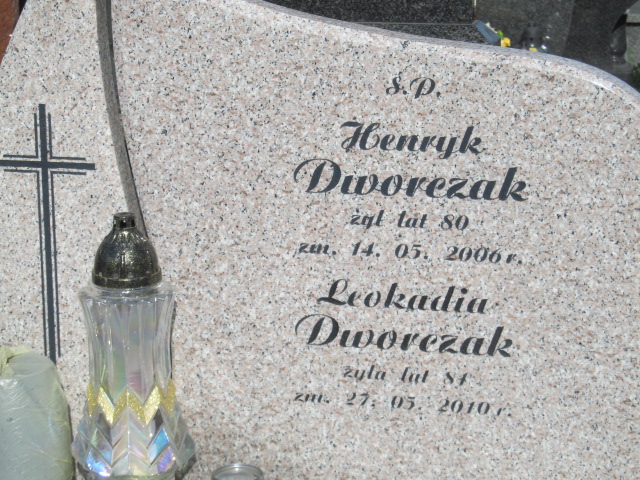 Ś.P.
Henryk
Dworczak
żył lat 80
zm. 14. 05. 2006 r.
Leokadia
Dworczak
żyła lat 84
zm. 27. 05. 2010 r.